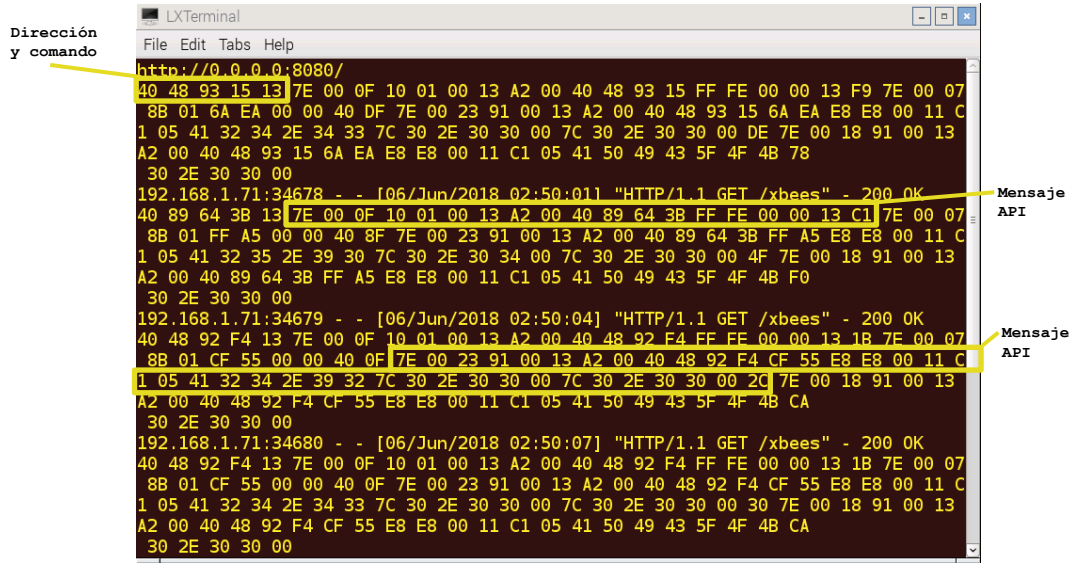 LXTerminal
Dirección
y comando
File Edit Tabs Help
http://0.0.0.0:8080/
40 48 93 15 13 7E 00 0F 10 01 00 13 A2 00 40 48 93 15 FF FE 00 00 13 F9 7E 00 07
8B 01 6A EA 00 00 40 DF 7E 00 23 91 00 13 A2 00 40 48 93 15 6A EA E8 E8 00 11 C
1 05 41 32 34 2E 34 33 7C 30 2E 30 30 00 7C 30 2E 30 30 00 DE 7E 00 18 91 00 13
A2 00 40 48 93 15 6A EA E8 E8 00 11 C1 05 41 50 49 43 5F 4F 4B 78
30 2E 30 30 00
192.168.1.71:34678 - - [06/Jun/2018 02:50:01] "HTTP/1.1 GET /xbees" - 200 OK
Mensaje
API
40 89 64 3B 13 7E 00 0F 10 01 00 13 A2 00 40 89 64 3B FF FE 00 00 13 C1 7E 00 07
8B 01 FF A5 00 00 40 8F 7E 00 23 91 00 13 A2 00 40 89 64 3B FF A5 E8 E8 00 11 C
1 05 41 32 35 2E 39 30 7C 30 2E 30 34 00 7C 30 2E 30 30 00 4F 7E 00 18 91 00 13
A2 00 40 89 64 3B FF A5 E8 E8 00 11 C1 05 41 50 49 43 5F 4F 4B F0
30 2E 30 30 00
192.168.1.71:34679 - - [06/Jun/2018 02:50:04] "HTTP/1.1 GET /xbees" - 200 OK
40 48 92 F4 13 7E 00 0F 10 01 00 13 A2 00 40 48 92 F4 FF FE 00 00 13 1B 7E 00 07
Mensaje
API
8B 01 CF 55 00 00 40 0F 7E 00 23 91 00 13 A2 00 40 48 92 F4 CF 55 E8 E8 00 11 C
1 05 41 32 34 2E 39 32 7C 30 2E 30 30 00 7C 30 2E 30 30 00 2C 7E 00 18 91 00 13
A2 00 40 48 92 F4 CF 55 E8 E8 00 11 C1 05 41 50 49 43 5F 4F 4B CA
30 2E 30 30 00
192.168.1.71:34680 - - [06/Jun/2018 02:50:07] "HTTP/1.1 GET /xbees" - 200 OK
40 48 92 F4 13 7E 00 0F 10 01 00 13 A2 00 40 48 92 F4 FF FE 00 00 13 1B 7E 00 07
8B 01 CF 55 00 00 40 0F 7E 00 23 91 00 13 A2 00 40 48 92 F4 CF 55 E8 E8 00 11 C
1 05 41 32 34 2E 34 33 7C 30 2E 30 30 00 7C 30 2E 30 30 00 30 7E 00 18 91 00 13
A2 00 40 48 92 F4 CF 55 E8 E8 00 11 C1 05 41 50 49 43 5F 4F 4B CA
30 2E 30 30 00